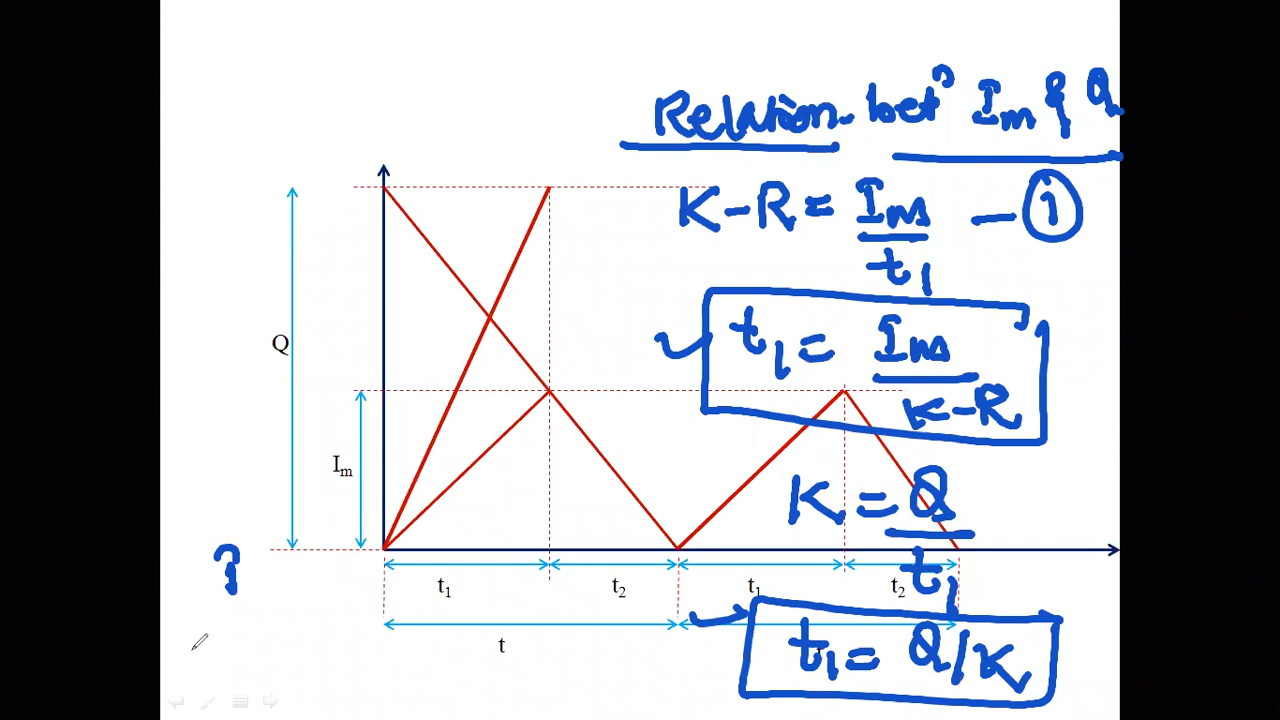 Relation betⁿ Im & Q
K-R = Im/t1 - ①
t1 = Im/K-R
K = Q/t1
t1 = Q/K
Q
Im
t1 t2 t1 t2
t
?